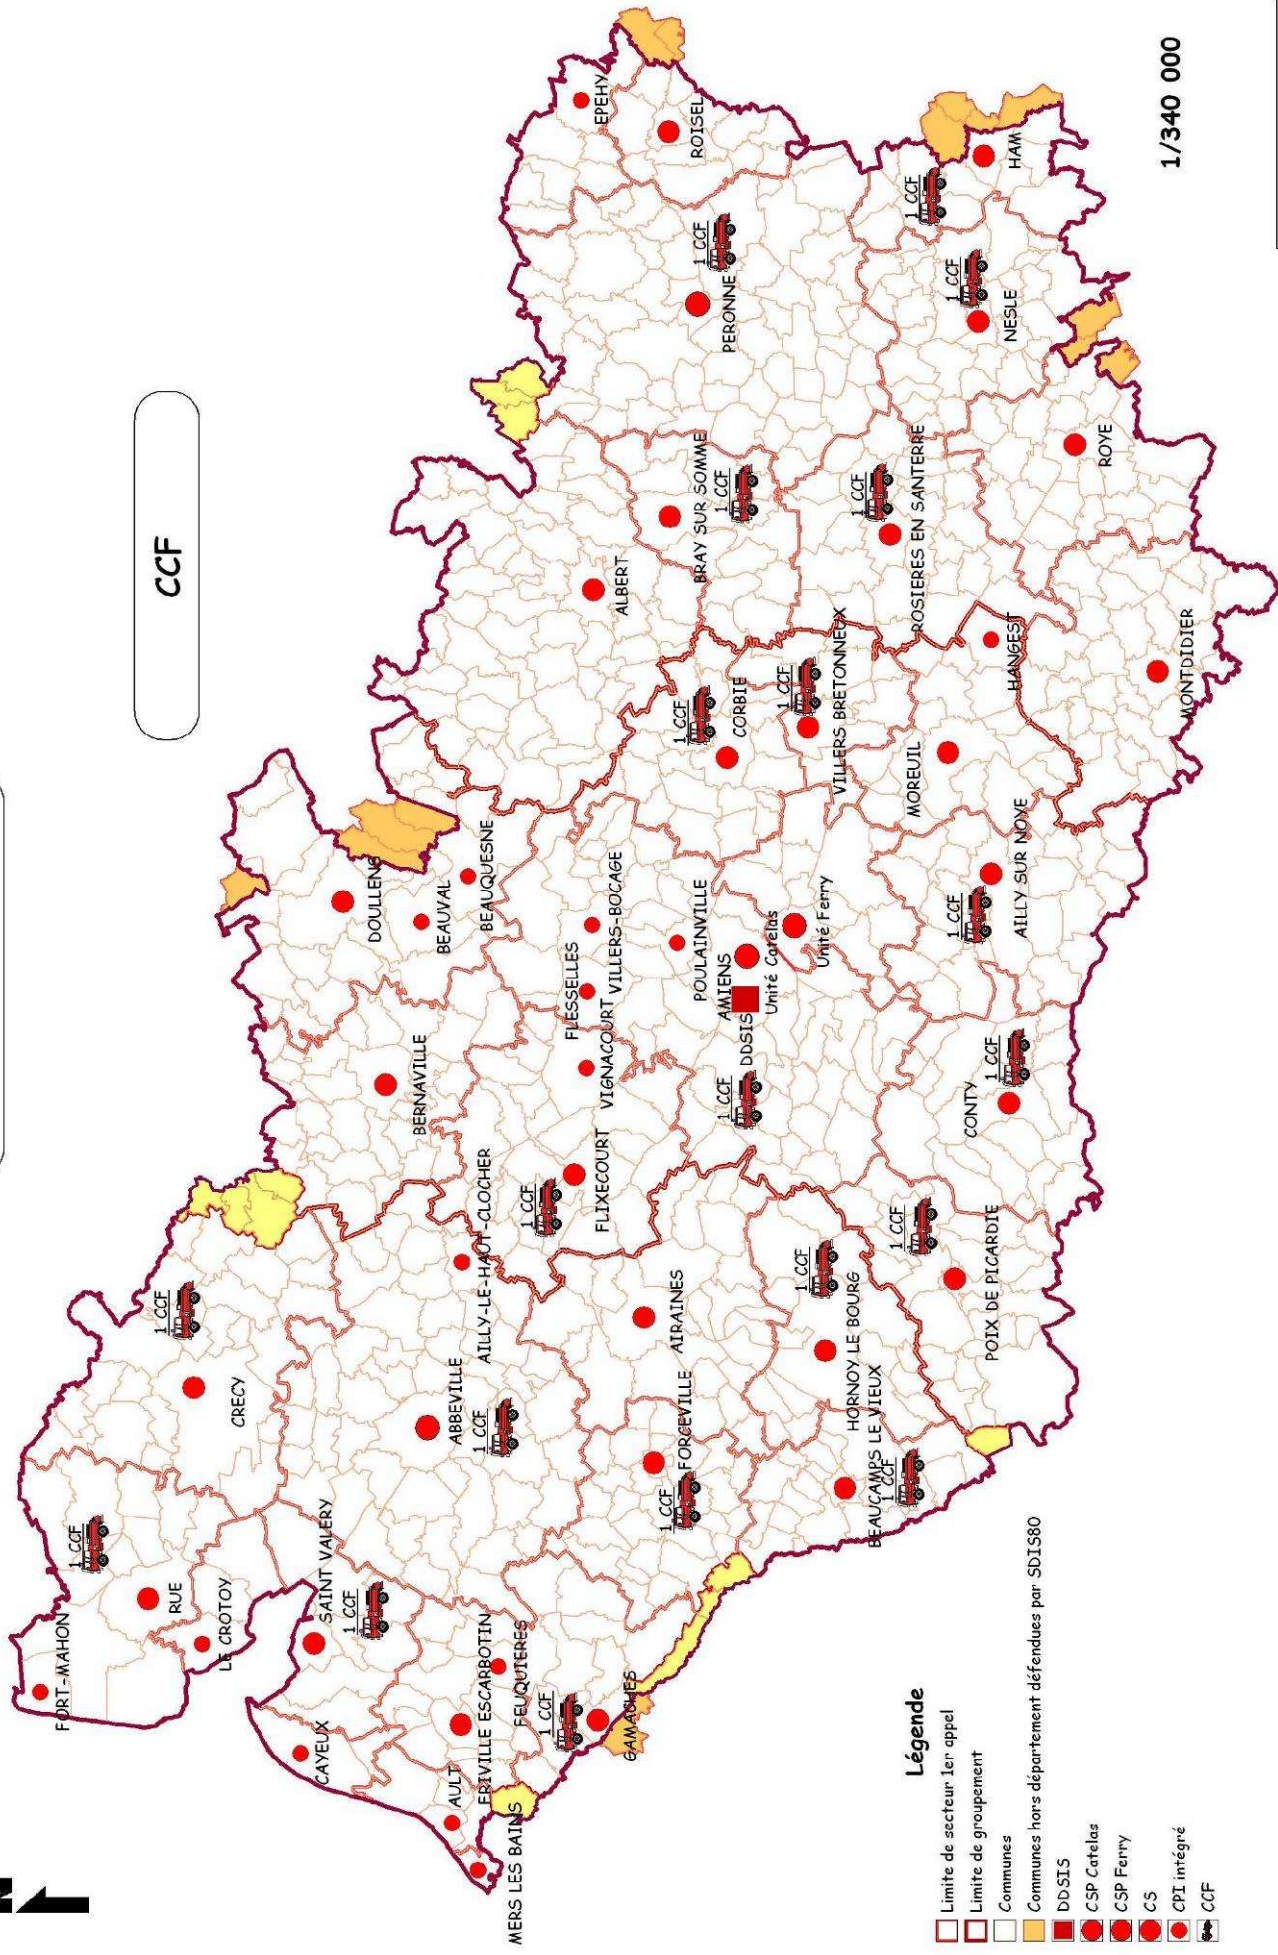 N
CCF
FORT-MAHON
1 CCF
RUE
LE CROTOY
1 CCF
CRECY
SAINT VALERY
1 CCF
CAYEUX
AULT
MERS LES BAINS
FRIVILLE ESCARBOTIN
FEUQUIERES
1 CCF
GAMACHES
ABBEVILLE
1 CCF
AILLY-LE-HAUT-CLOCHER
BERNAVILLE
DOULLENS
BEAUVAL
BEAUQUESNE
1 CCF
FLIXECOURT
VIGNACOURT
FLESSELLES
VILLERS-BOCAGE
POULAINVILLE
AIRAINES
FORCEVILLE
1 CCF
HORNOY LE BOURG
1 CCF
BEAUCAMPS LE VIEUX
1 CCF
POIX DE PICARDIE
1 CCF
CONTY
1 CCF
1 CCF
DDSIS
AMIENS
Unité Catelas
Unité Ferry
AILLY SUR NOYE
1 CCF
MOREUIL
HANGEST
MONTDIDIER
1 CCF
CORBIE
1 CCF
VILLERS BRETONNEUX
ALBERT
BRAY SUR SOMME
1 CCF
1 CCF
ROSIERES EN SANTERRE
ROYE
PERONNE
1 CCF
EPEHY
ROISEL
1 CCF
NESLE
1 CCF
HAM
1/340 000
Légende
Limite de secteur 1er appel
Limite de groupement
Communes
Communes hors département défendues par SDIS80
DDSIS
CSP Catelas
CSP Ferry
CS
CPI intégré
CCF